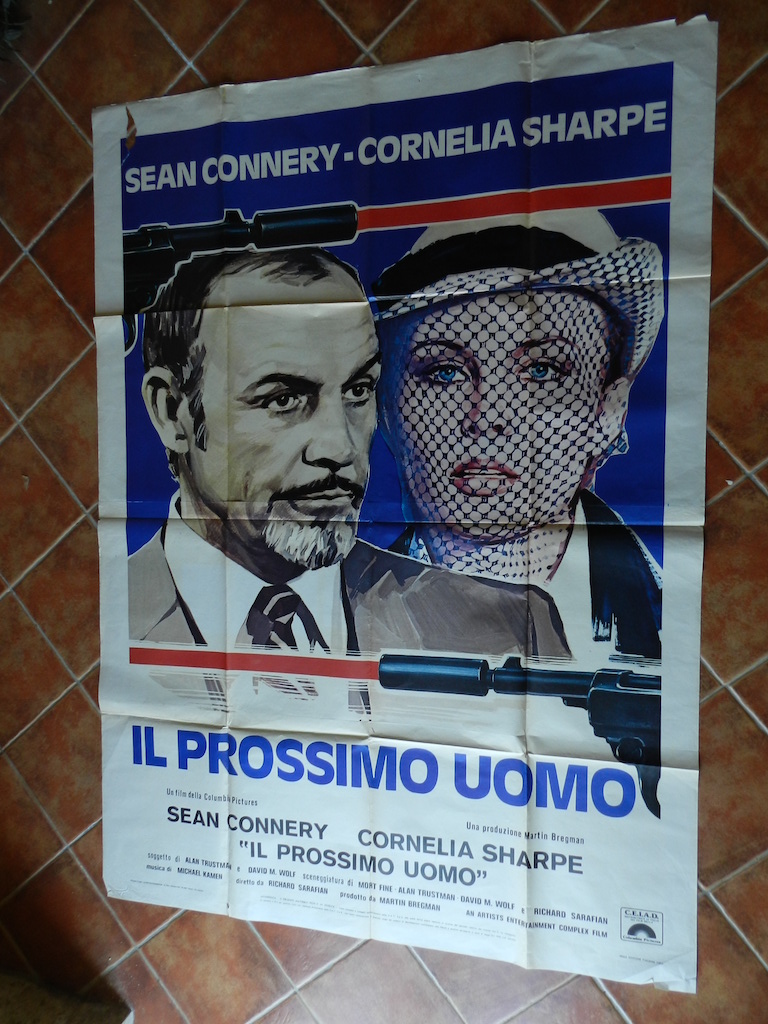 SEAN CONNERY - CORNELIA SHARPE
IL PROSSIMO UOMO
Un film della Columbia Pictures
Una produzione Martin Bregman
SEAN CONNERY CORNELIA SHARPE
"IL PROSSIMO UOMO"
soggetto di ALAN TRUSTMAN e DAVID M. WOLF sceneggiatura di MORT FINE · ALAN TRUSTMAN · DAVID M. WOLF e RICHARD SARAFIAN
musica di MICHAEL KAMEN diretto da RICHARD SARAFIAN prodotto da MARTIN BREGMAN AN ARTISTS ENTERTAINMENT COMPLEX FILM
C.E.I.A.D.
Columbia Pictures